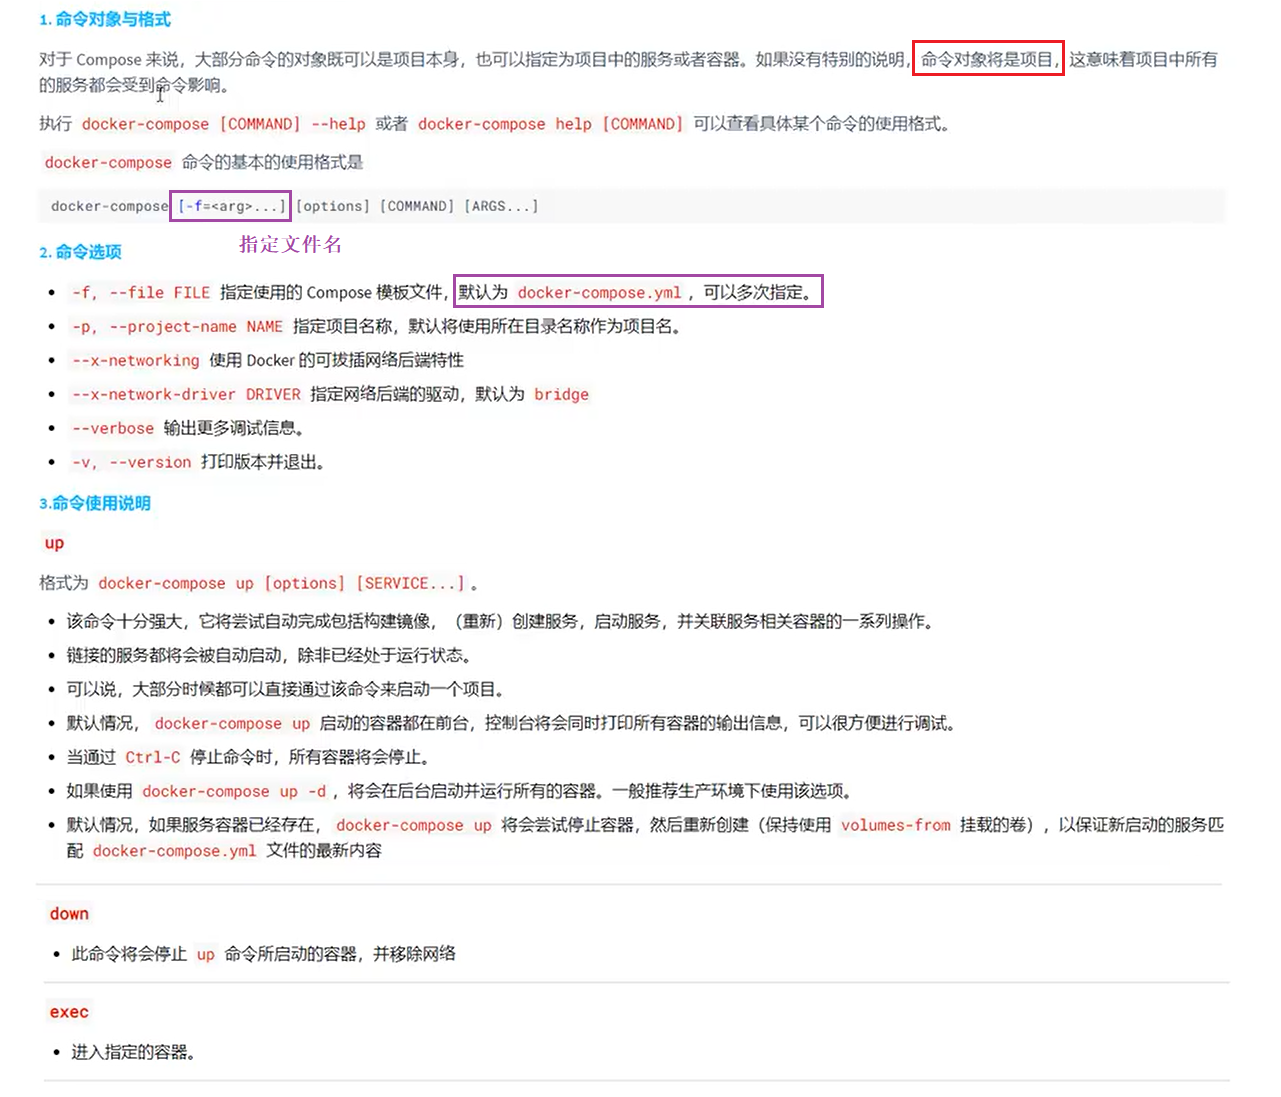 1. 命令对象与格式
对于 Compose 来说，大部分命令的对象既可以是项目本身，也可以指定为项目中的服务或者容器。如果没有特别的说明，命令对象将是项目，这意味着项目中所有
的服务都会受到命令影响。
执行 docker-compose [COMMAND] --help 或者 docker-compose help [COMMAND] 可以查看具体某个命令的使用格式。
docker-compose 命令的基本的使用格式是
docker-compose [-f=<arg>...] [options] [COMMAND] [ARGS...]
指定文件名
2. 命令选项
• -f, --file FILE 指定使用的 Compose 模板文件，默认为 docker-compose.yml ，可以多次指定。
• -p, --project-name NAME 指定项目名称，默认将使用所在目录名称作为项目名。
• --x-networking 使用 Docker 的可拔插网络后端特性
• --x-network-driver DRIVER 指定网络后端的驱动，默认为 bridge
• --verbose 输出更多调试信息。
• -v, --version 打印版本并退出。
3.命令使用说明
up
格式为 docker-compose up [options] [SERVICE...] 。
• 该命令十分强大，它将尝试自动完成包括构建镜像，（重新）创建服务，启动服务，并关联服务相关容器的一系列操作。
• 链接的服务都将会被自动启动，除非已经处于运行状态。
• 可以说，大部分时候都可以直接通过该命令来启动一个项目。
• 默认情况， docker-compose up 启动的容器都在前台，控制台将会同时打印所有容器的输出信息，可以很方便进行调试。
• 当通过 Ctrl-C 停止命令时，所有容器将会停止。
• 如果使用 docker-compose up -d ，将会在后台启动并运行所有的容器。一般推荐生产环境下使用该选项。
• 默认情况，如果服务容器已经存在， docker-compose up 将会尝试停止容器，然后重新创建（保持使用 volumes-from 挂载的卷），以保证新启动的服务匹
配 docker-compose.yml 文件的最新内容
down
• 此命令将会停止 up 命令所启动的容器，并移除网络
exec
• 进入指定的容器。